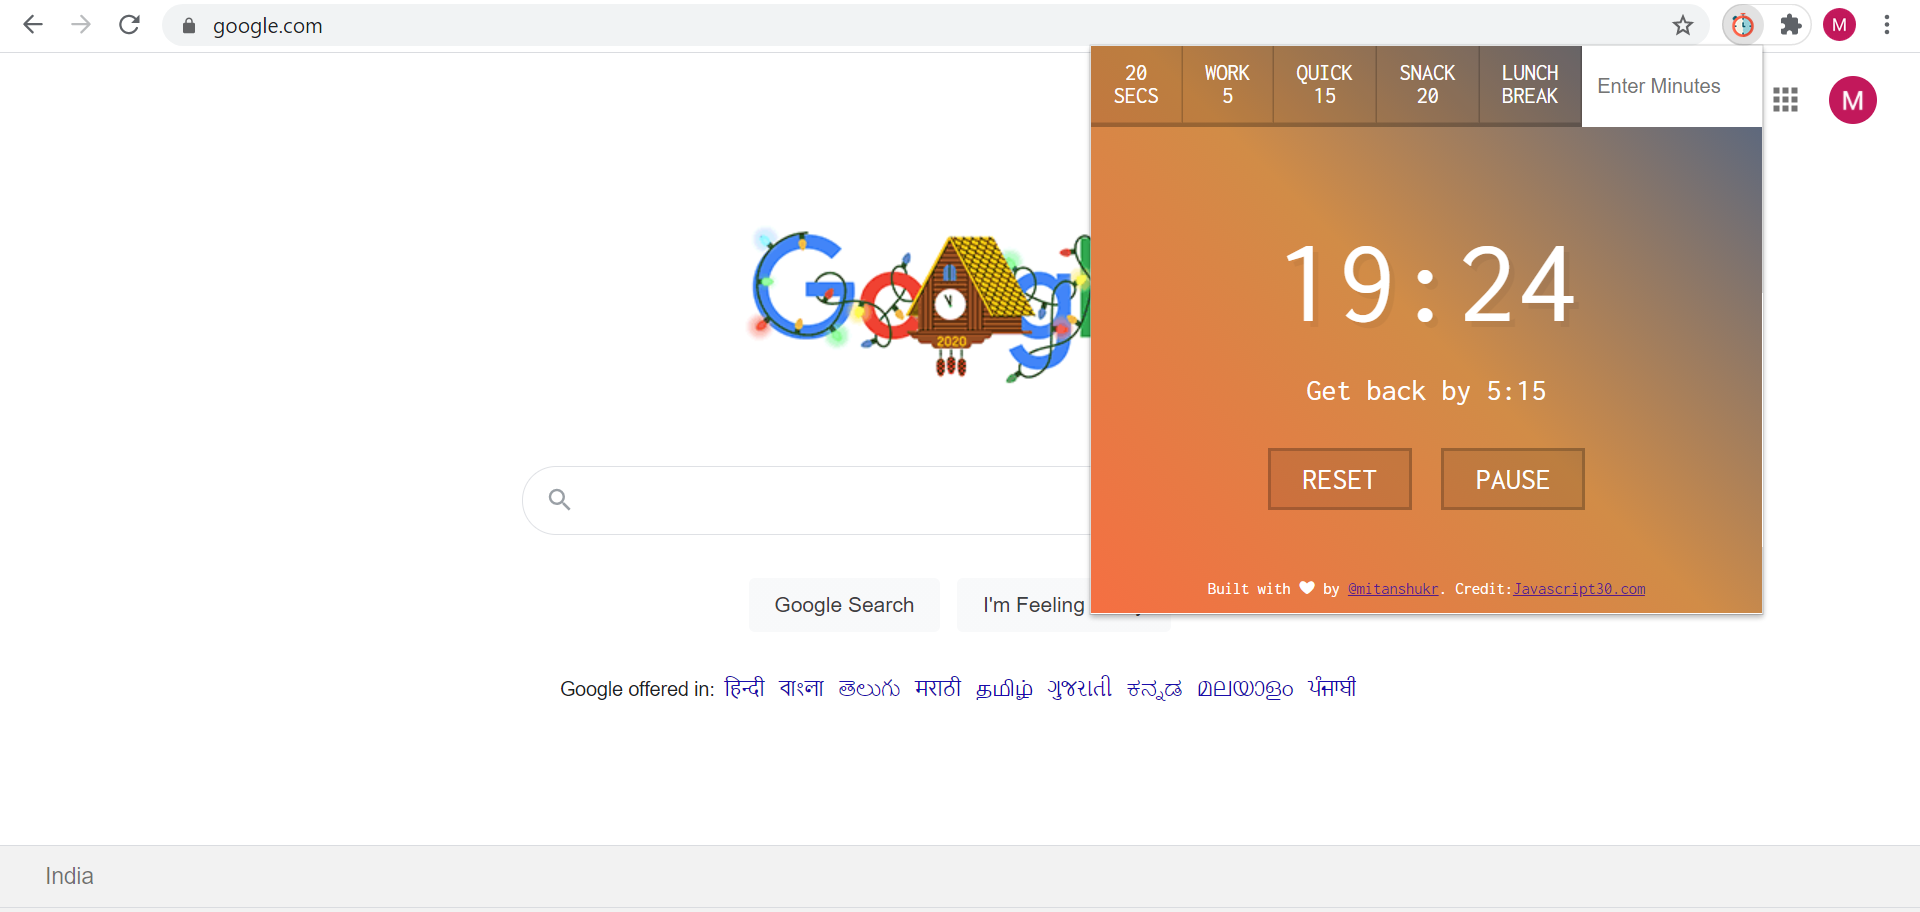 google.com
M
20
SECS
WORK
5
QUICK
15
SNACK
20
LUNCH
BREAK
Enter Minutes
M
19:24
Get back by 5:15
RESET
PAUSE
Built with by @mitanshukr. Credit:Javascript30.com
2020
Google Search
I'm Feeling
Google offered in: हिन्दी বাংলা తెలుగు मराठी தமிழ் ગુજરાતી ಕನ್ನಡ മലയാളം ਪੰਜਾਬੀ
India